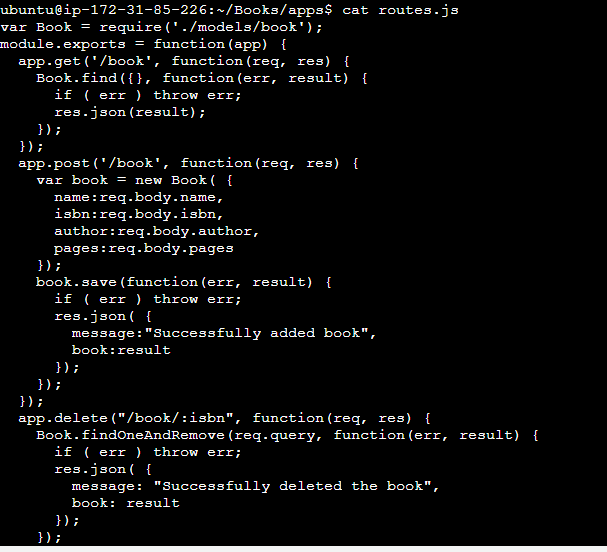 ubuntu@ip-172-31-85-226:~/Books/apps$ cat routes.js
var Book = require('./models/book');
module.exports = function(app) {
  app.get('/book', function(req, res) {
    Book.find({}, function(err, result) {
      if ( err ) throw err;
      res.json(result);
    });
  });
  app.post('/book', function(req, res) {
    var book = new Book( {
      name:req.body.name,
      isbn:req.body.isbn,
      author:req.body.author,
      pages:req.body.pages
    });
    book.save(function(err, result) {
      if ( err ) throw err;
      res.json( {
        message:"Successfully added book",
        book:result
      });
    });
  });
  app.delete("/book/:isbn", function(req, res) {
    Book.findOneAndRemove(req.query, function(err, result) {
      if ( err ) throw err;
      res.json( {
        message: "Successfully deleted the book",
        book: result
      });
    });